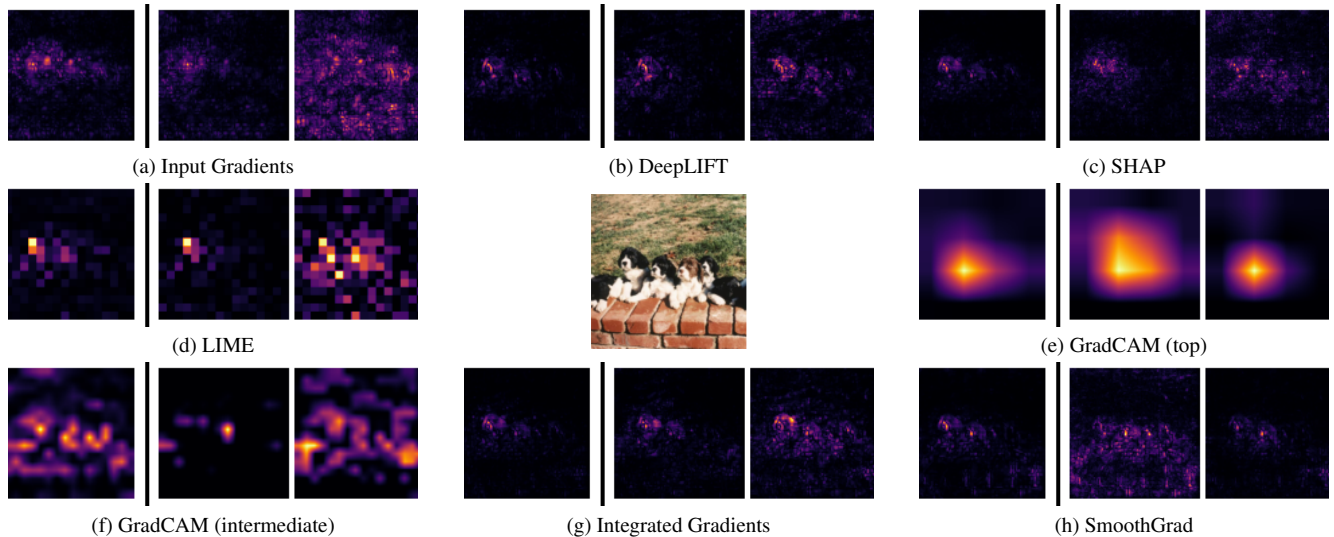 (a) Input Gradients
(b) DeepLIFT
(c) SHAP
(d) LIME
(e) GradCAM (top)
(f) GradCAM (intermediate)
(g) Integrated Gradients
(h) SmoothGrad